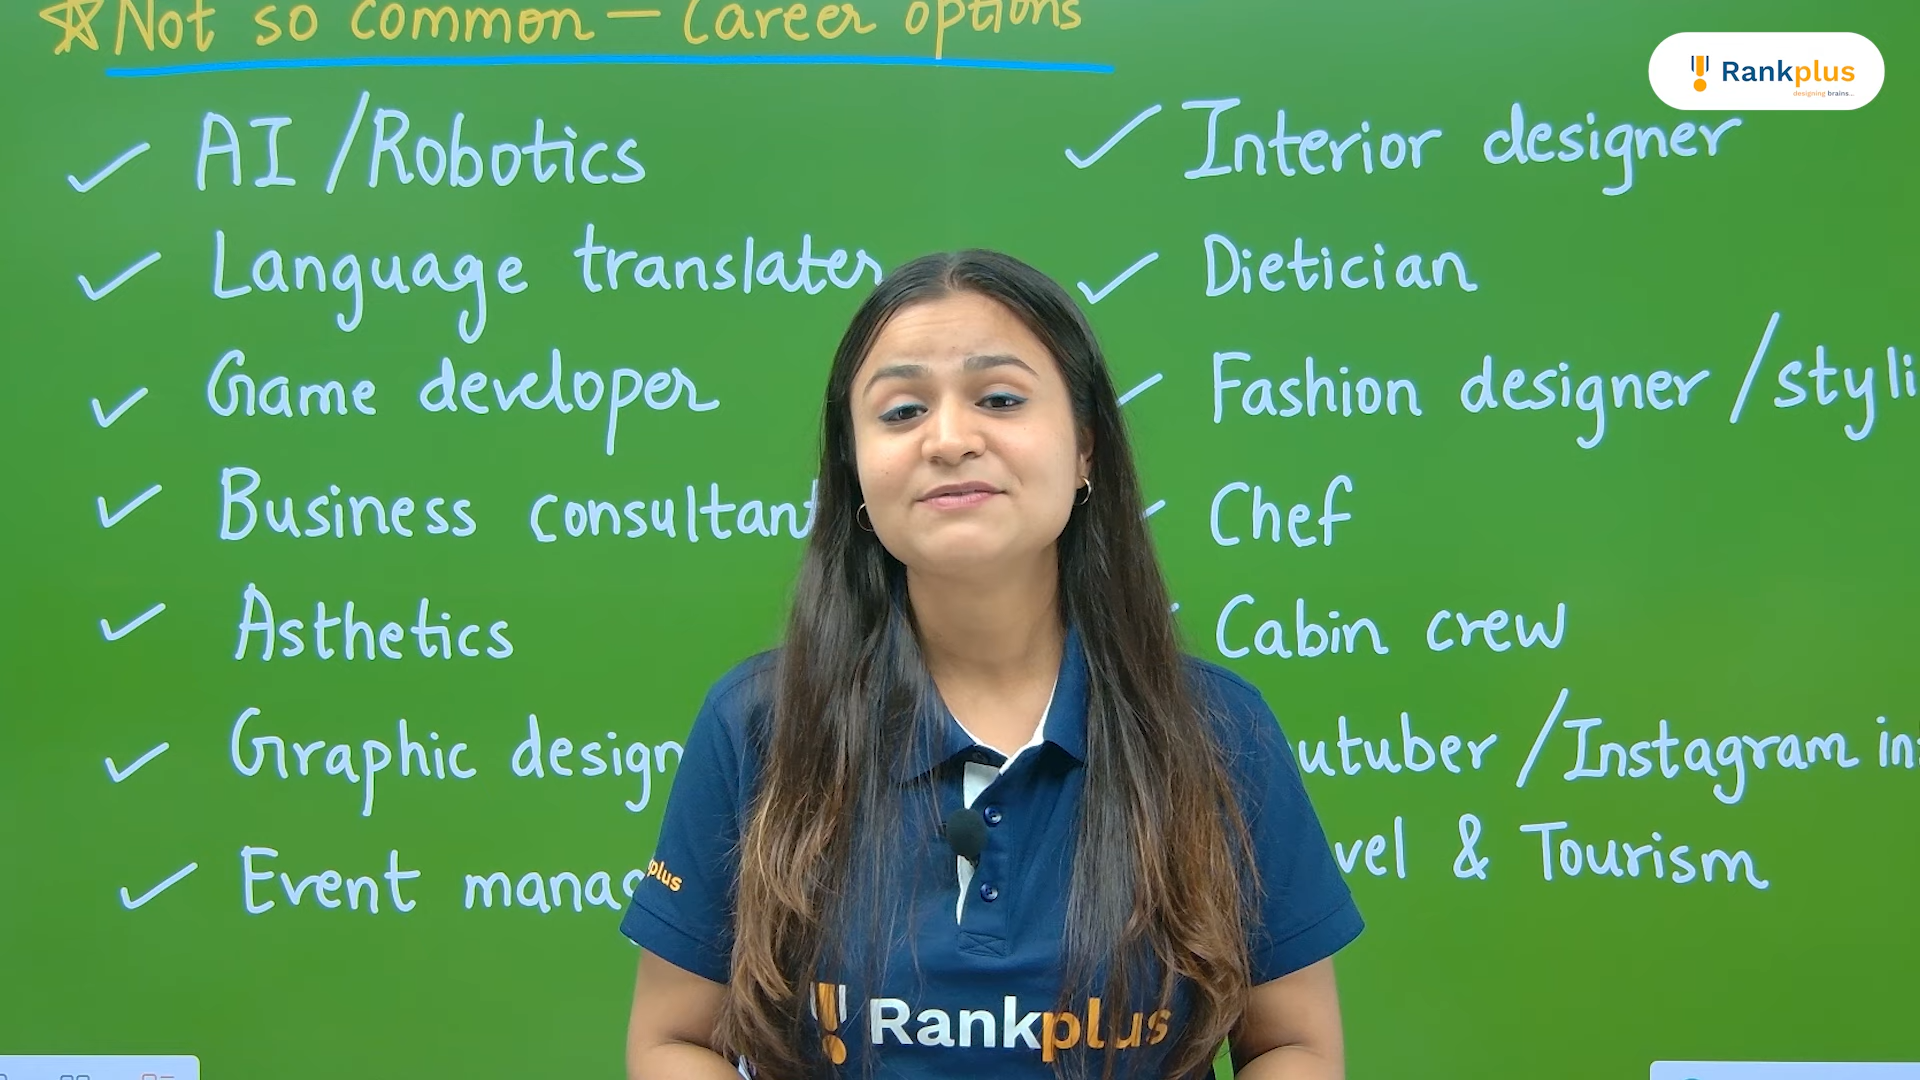 Not so common - Career options
Rankplus
designing brains...
AI /Robotics
Language translater
Game developer
Business consultant
Asthetics
Graphic design
Event manag
Interior designer
Dietician
Fashion designer /styli
Chef
Cabin crew
utuber /Instagram in
vel & Tourism
plus
Rankplus